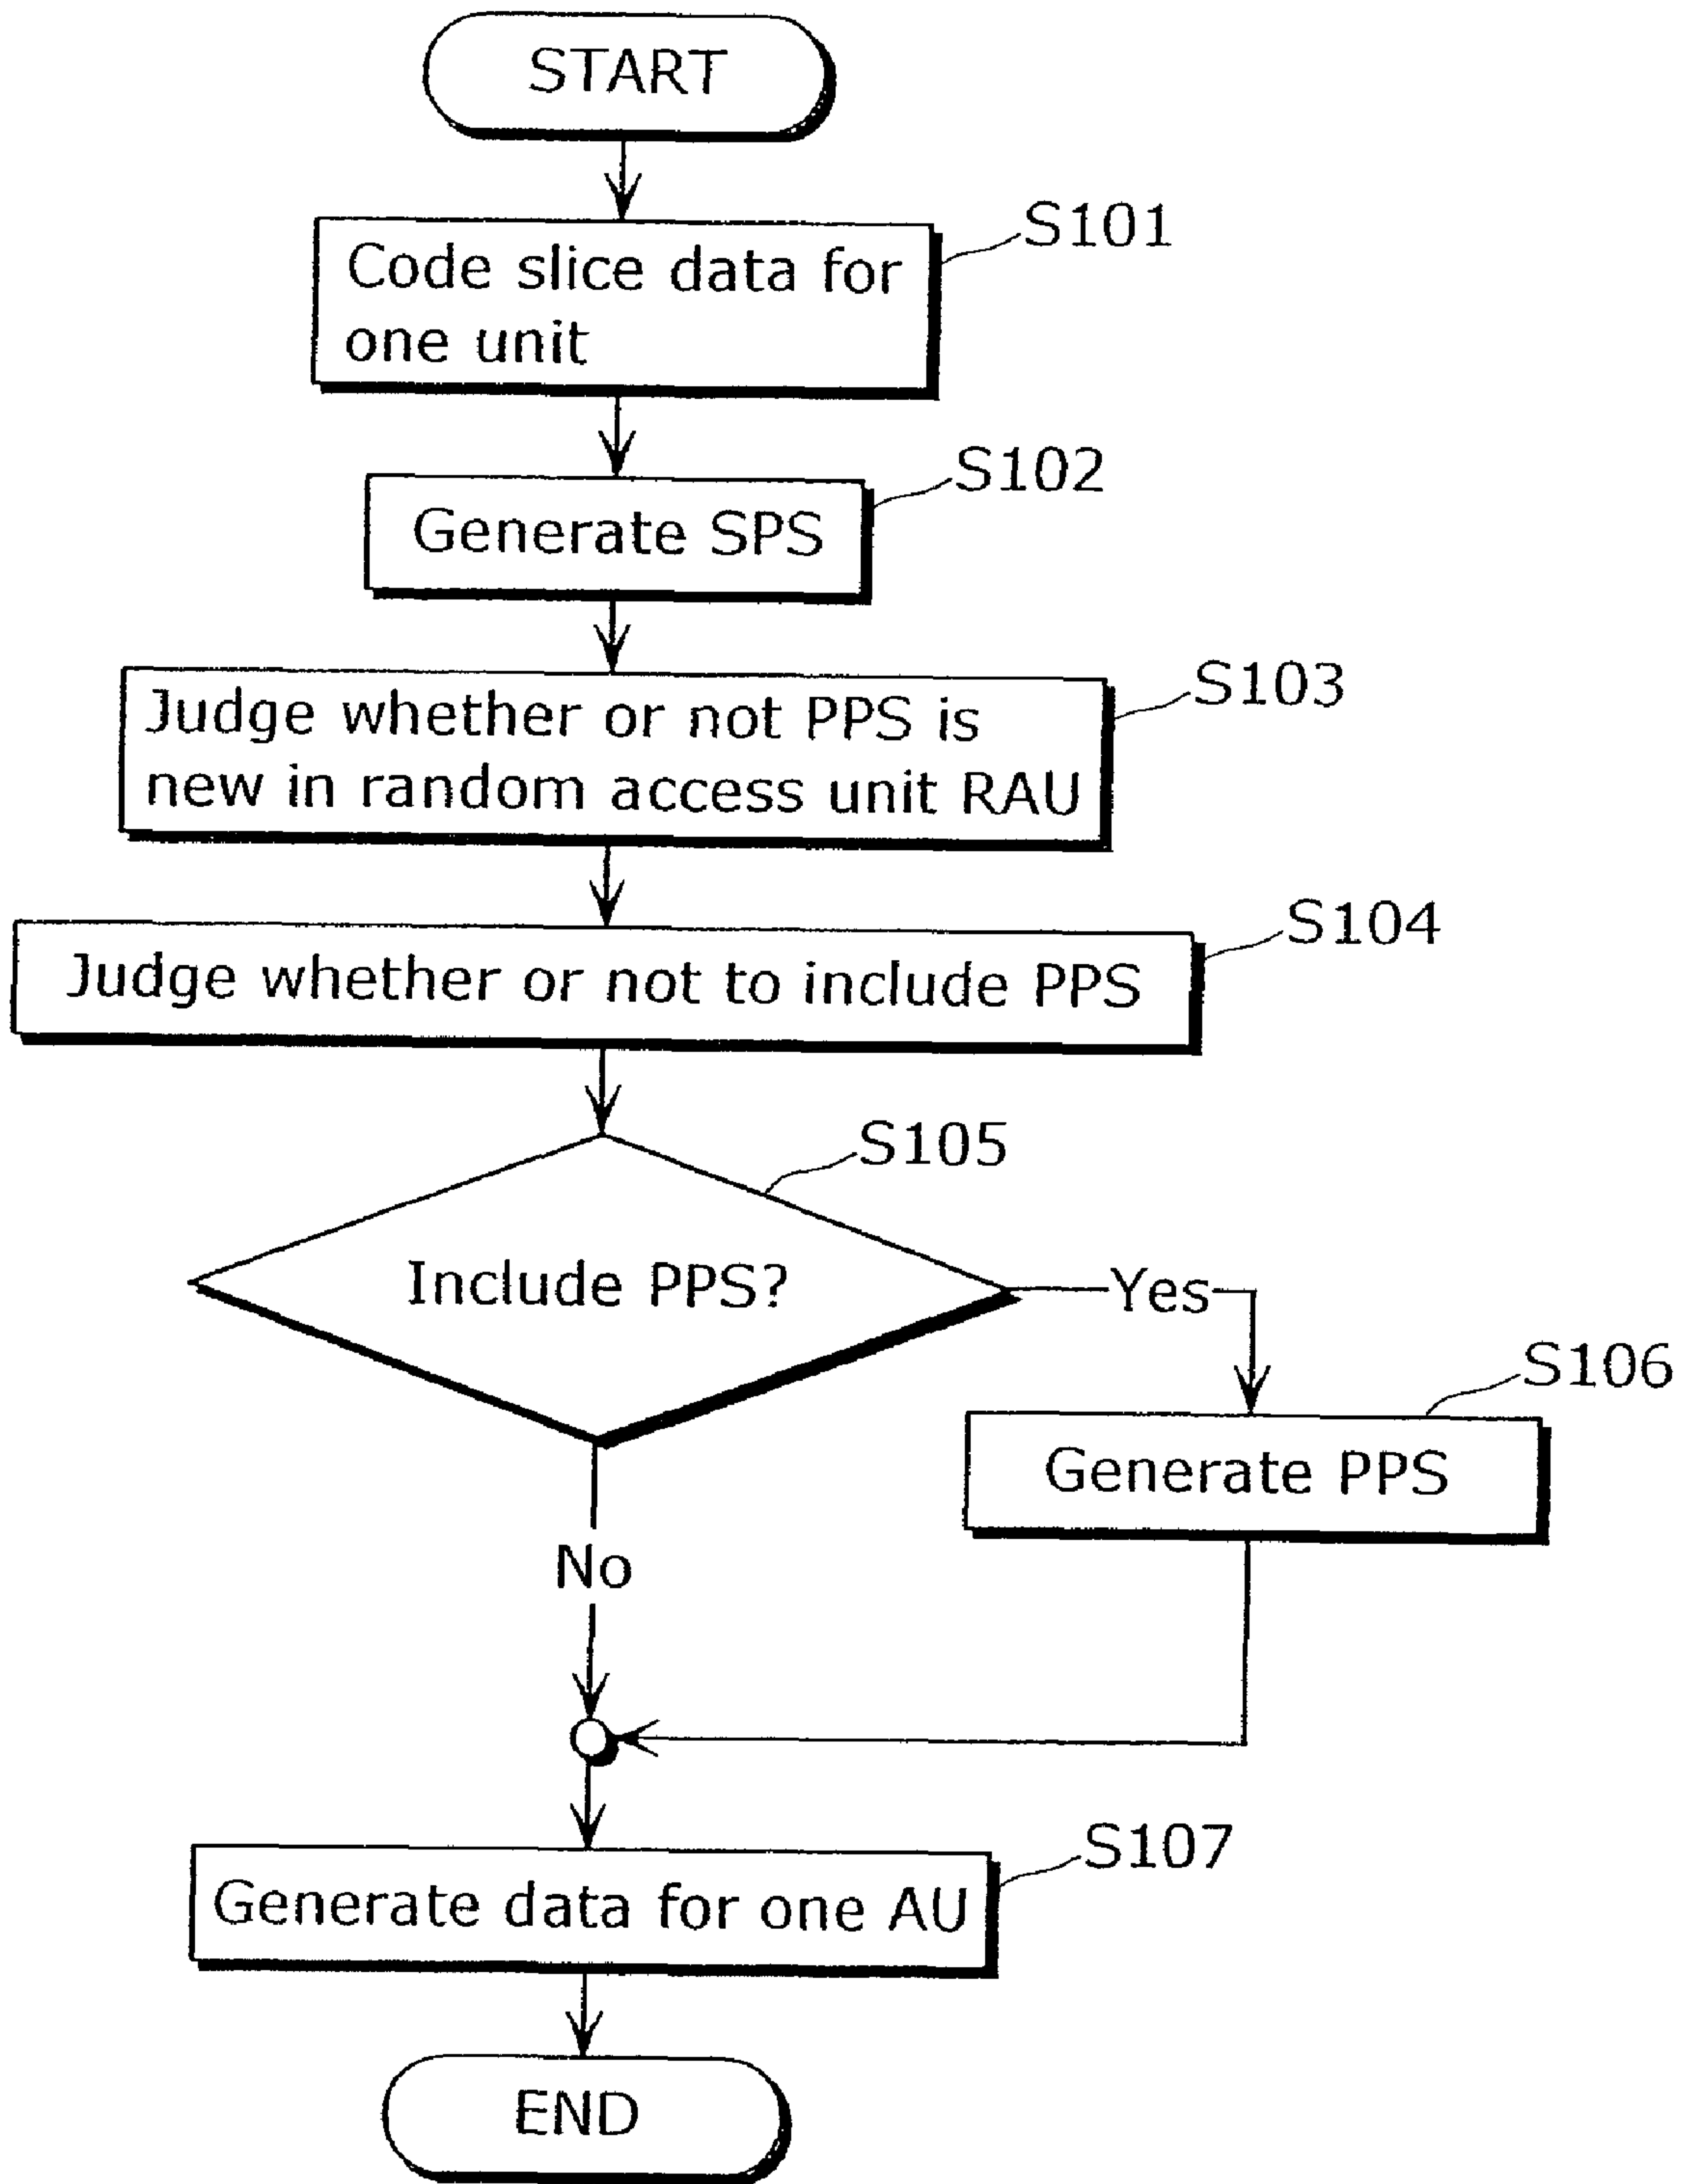 START
S101
Code slice data for
one unit
S102
Generate SPS
S103
Judge whether or not PPS is
new in random access unit RAU
S104
Judge whether or not to include PPS
S105
Include PPS?
Yes
S106
Generate PPS
No
S107
Generate data for one AU
END